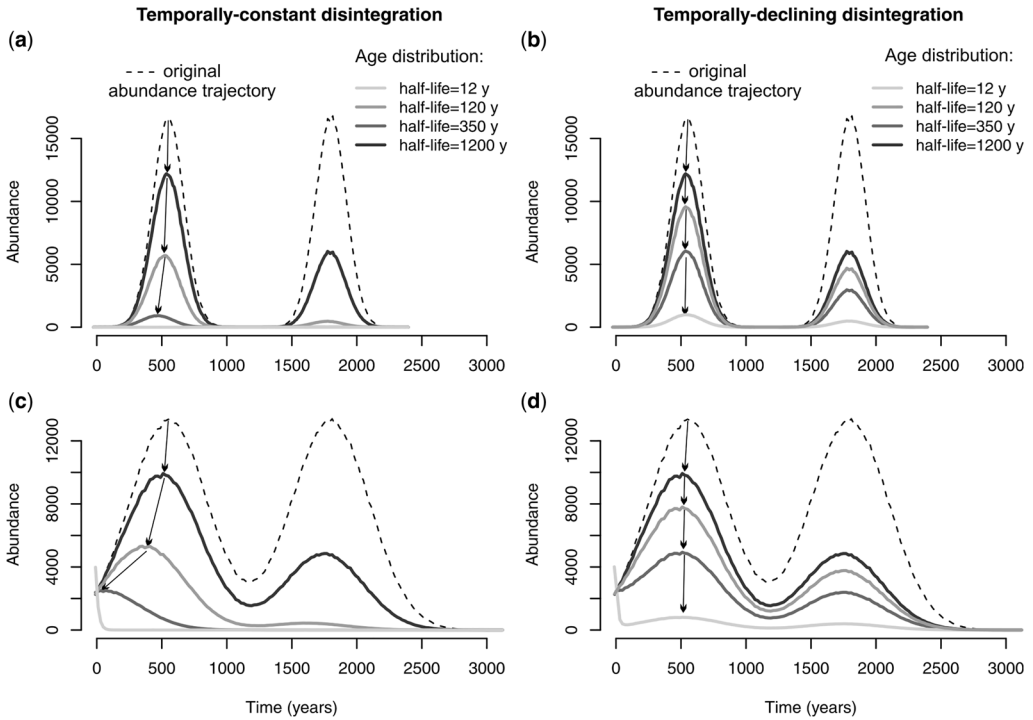 Temporally-constant disintegration
Temporally-declining disintegration
(a)
original
abundance trajectory
Age distribution:
half-life=12 y
half-life=120 y
half-life=350 y
half-life=1200 y
Abundance
15000
10000
5000
0
0 500 1000 1500 2000 2500 3000
(b)
original
abundance trajectory
Age distribution:
half-life=12 y
half-life=120 y
half-life=350 y
half-life=1200 y
Abundance
15000
10000
5000
0
0 500 1000 1500 2000 2500 3000
(c)
Abundance
12000
8000
4000
0
0 500 1000 1500 2000 2500 3000
Time (years)
(d)
Abundance
12000
8000
4000
0
0 500 1000 1500 2000 2500 3000
Time (years)